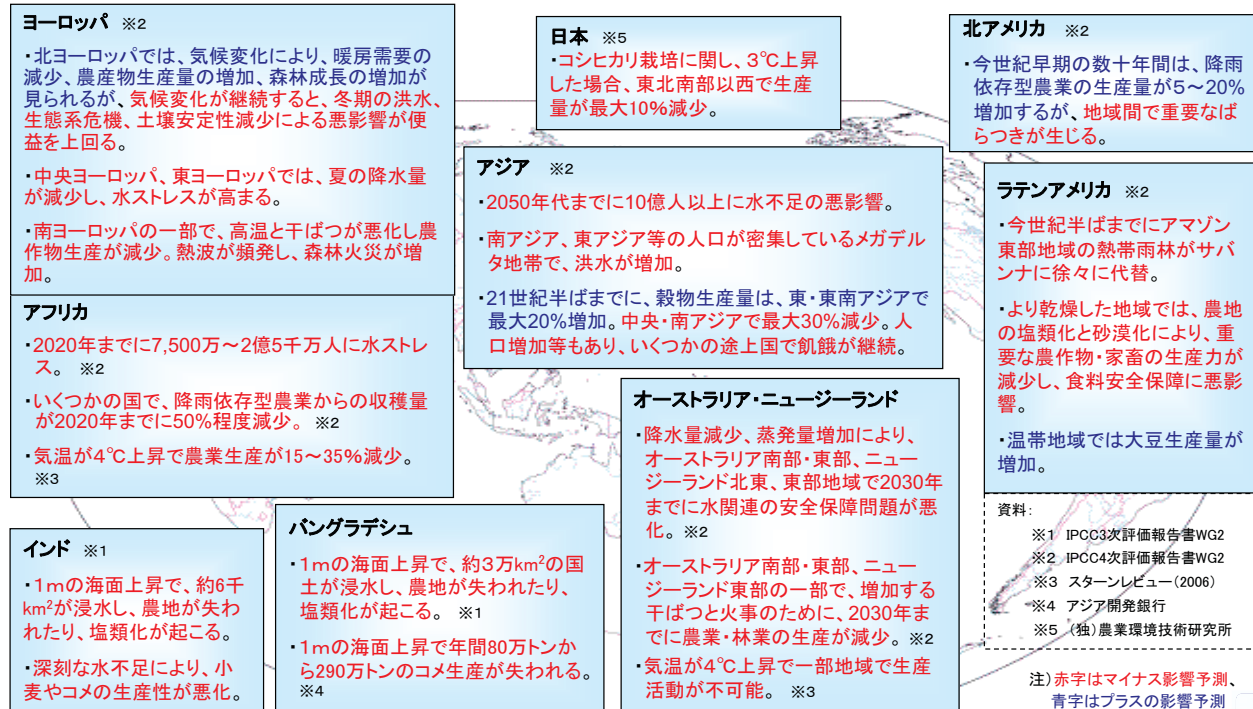 ヨーロッパ ※2
・北ヨーロッパでは、気候変化により、暖房需要の
減少、農産物生産量の増加、森林成長の増加が
見られるが、気候変化が継続すると、冬期の洪水、
生態系危機、土壌安定性減少による悪影響が便
益を上回る。
・中央ヨーロッパ、東ヨーロッパでは、夏の降水量
が減少し、水ストレスが高まる。
・南ヨーロッパの一部で、高温と干ばつが悪化し農
作物生産が減少。熱波が頻発し、森林火災が増
加。
日本 ※5
・コシヒカリ栽培に関し、3℃上昇
した場合、東北南部以西で生産
量が最大10%減少。
北アメリカ ※2
・今世紀早期の数十年間は、降雨
依存型農業の生産量が5～20%
増加するが、地域間で重要なば
らつきが生じる。
アジア ※2
・2050年代までに10億人以上に水不足の悪影響。
・南アジア、東アジア等の人口が密集しているメガデル
タ地帯で、洪水が増加。
・21世紀半ばまでに、穀物生産量は、東・東南アジアで
最大20%増加。中央・南アジアで最大30%減少。人
口増加等もあり、いくつかの途上国で飢餓が継続。
ラテンアメリカ ※2
・今世紀半ばまでにアマゾン
東部地域の熱帯雨林がサバ
ンナに徐々に代替。
・より乾燥した地域では、農地
の塩類化と砂漠化により、重
要な農作物・家畜の生産力が
減少し、食料安全保障に悪影
響。
・温帯地域では大豆生産量が
増加。
アフリカ
・2020年までに7,500万～2億5千万人に水ストレ
ス。 ※2
・いくつかの国で、降雨依存型農業からの収穫量
が2020年までに50%程度減少。 ※2
・気温が4℃上昇で農業生産が15～35%減少。
※3
オーストラリア・ニュージーランド
・降水量減少、蒸発量増加により、
オーストラリア南部・東部、ニュー
ジーランド北東、東部地域で2030年
までに水関連の安全保障問題が悪
化。 ※2
・オーストラリア南部・東部、ニュー
ジーランド東部の一部で、増加する
干ばつと火事のために、2030年ま
でに農業・林業の生産が減少。 ※2
・気温が4℃上昇で一部地域で生産
活動が不可能。 ※3
インド ※1
・1mの海面上昇で、約6千
km²が浸水し、農地が失わ
れたり、塩類化が起こる。
・深刻な水不足により、小
麦やコメの生産性が悪化。
バングラデシュ
・1mの海面上昇で、約3万km²の国
土が浸水し、農地が失われたり、
塩類化が起こる。 ※1
・1mの海面上昇で年間80万トンか
ら290万トンのコメ生産が失われる。
※4
資料：
※1 IPCC3次評価報告書WG2
※2 IPCC4次評価報告書WG2
※3 スターンレビュー(2006)
※4 アジア開発銀行
※5 (独)農業環境技術研究所
注)赤字はマイナス影響予測、
青字はプラスの影響予測